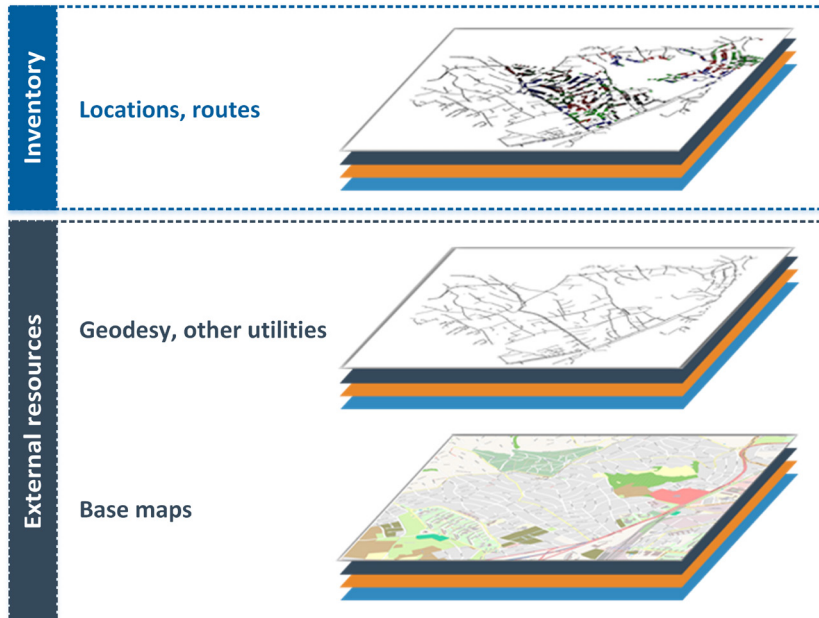 Inventory
Locations, routes
External resources
Geodesy, other utilities
Base maps